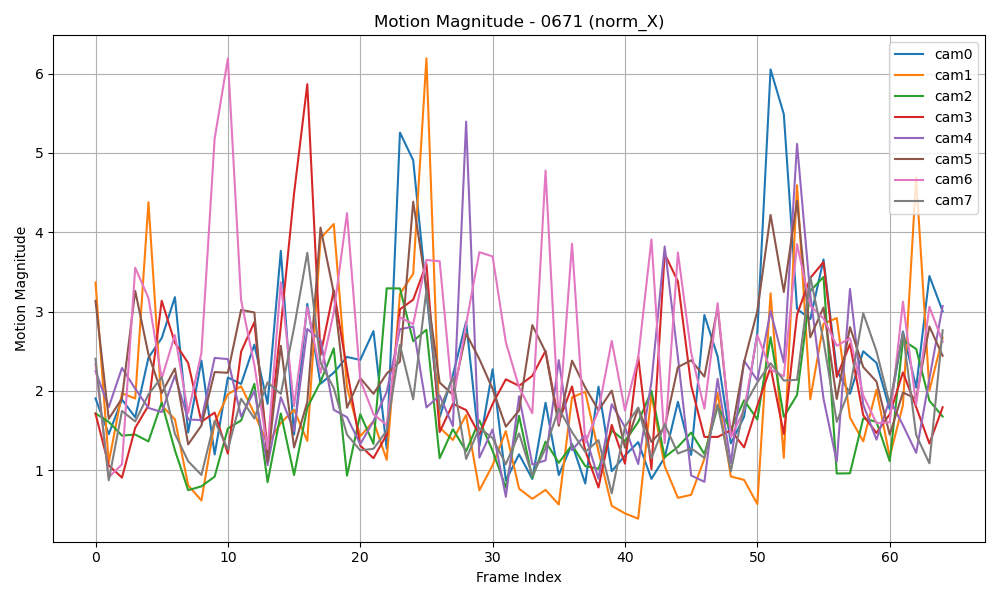 Motion Magnitude - 0671 (norm_X)
Motion Magnitude
6
5
4
3
2
1
0
10
20
30
40
50
60
Frame Index
cam0
cam1
cam2
cam3
cam4
cam5
cam6
cam7